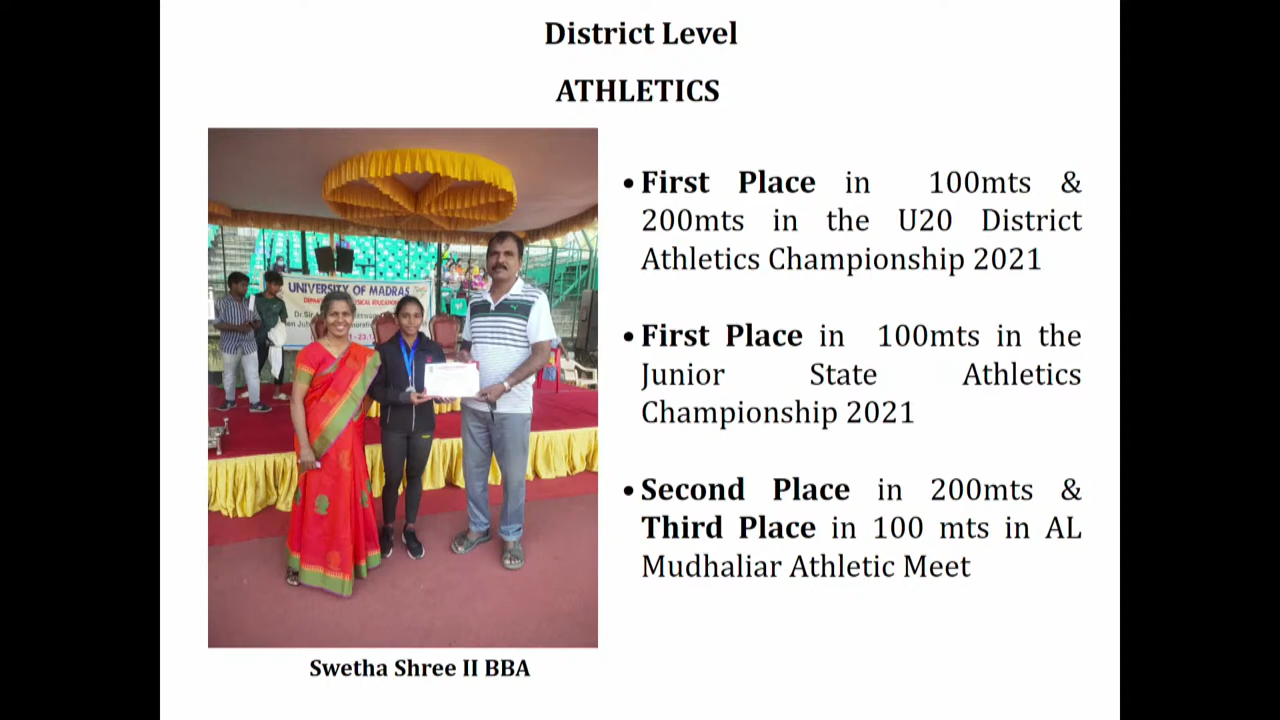 District Level
ATHLETICS
• First Place in 100mts &
200mts in the U20 District
Athletics Championship 2021
• First Place in 100mts in the
Junior State Athletics
Championship 2021
• Second Place in 200mts &
Third Place in 100 mts in AL
Mudhaliar Athletic Meet
UNIVERSITY OF MADRAS
Dr.Sir
Swetha Shree II BBA